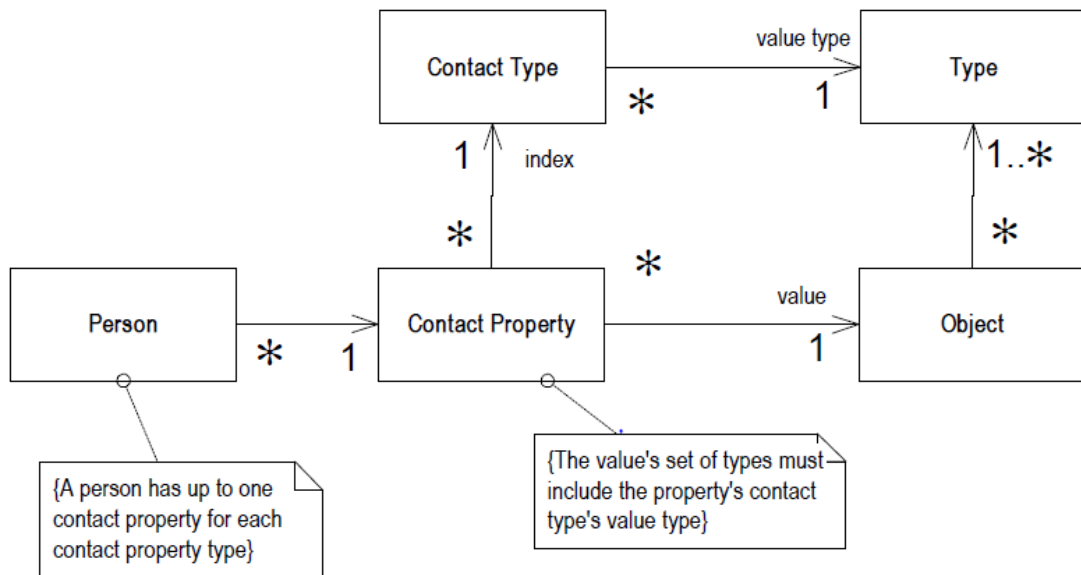 Contact Type
value type
Type
*
1
1
index
1..*
*
*
*
Person
Contact Property
value
Object
*
1
1
{A person has up to one
contact property for each
contact property type}
{The value's set of types must
include the property's contact
type's value type}